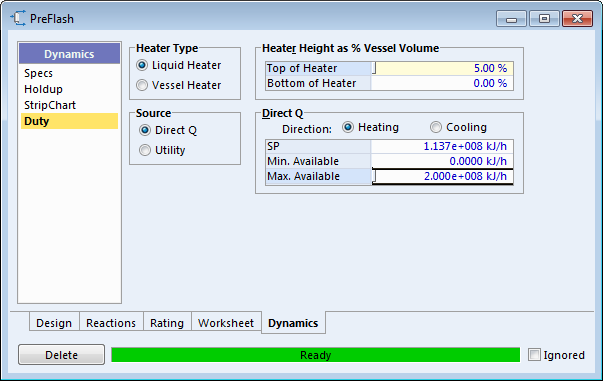 PreFlash
Dynamics
Specs
Holdup
StripChart
Duty
Heater Type
Liquid Heater
Vessel Heater
Heater Height as % Vessel Volume
Top of Heater 5.00 %
Bottom of Heater 0.00 %
Source
Direct Q
Utility
Direct Q
Direction: Heating Cooling
SP 1.137e+008 kJ/h
Min. Available 0.0000 kJ/h
Max. Available 2.000e+008 kJ/h
Design Reactions Rating Worksheet Dynamics
Delete Ready Ignored